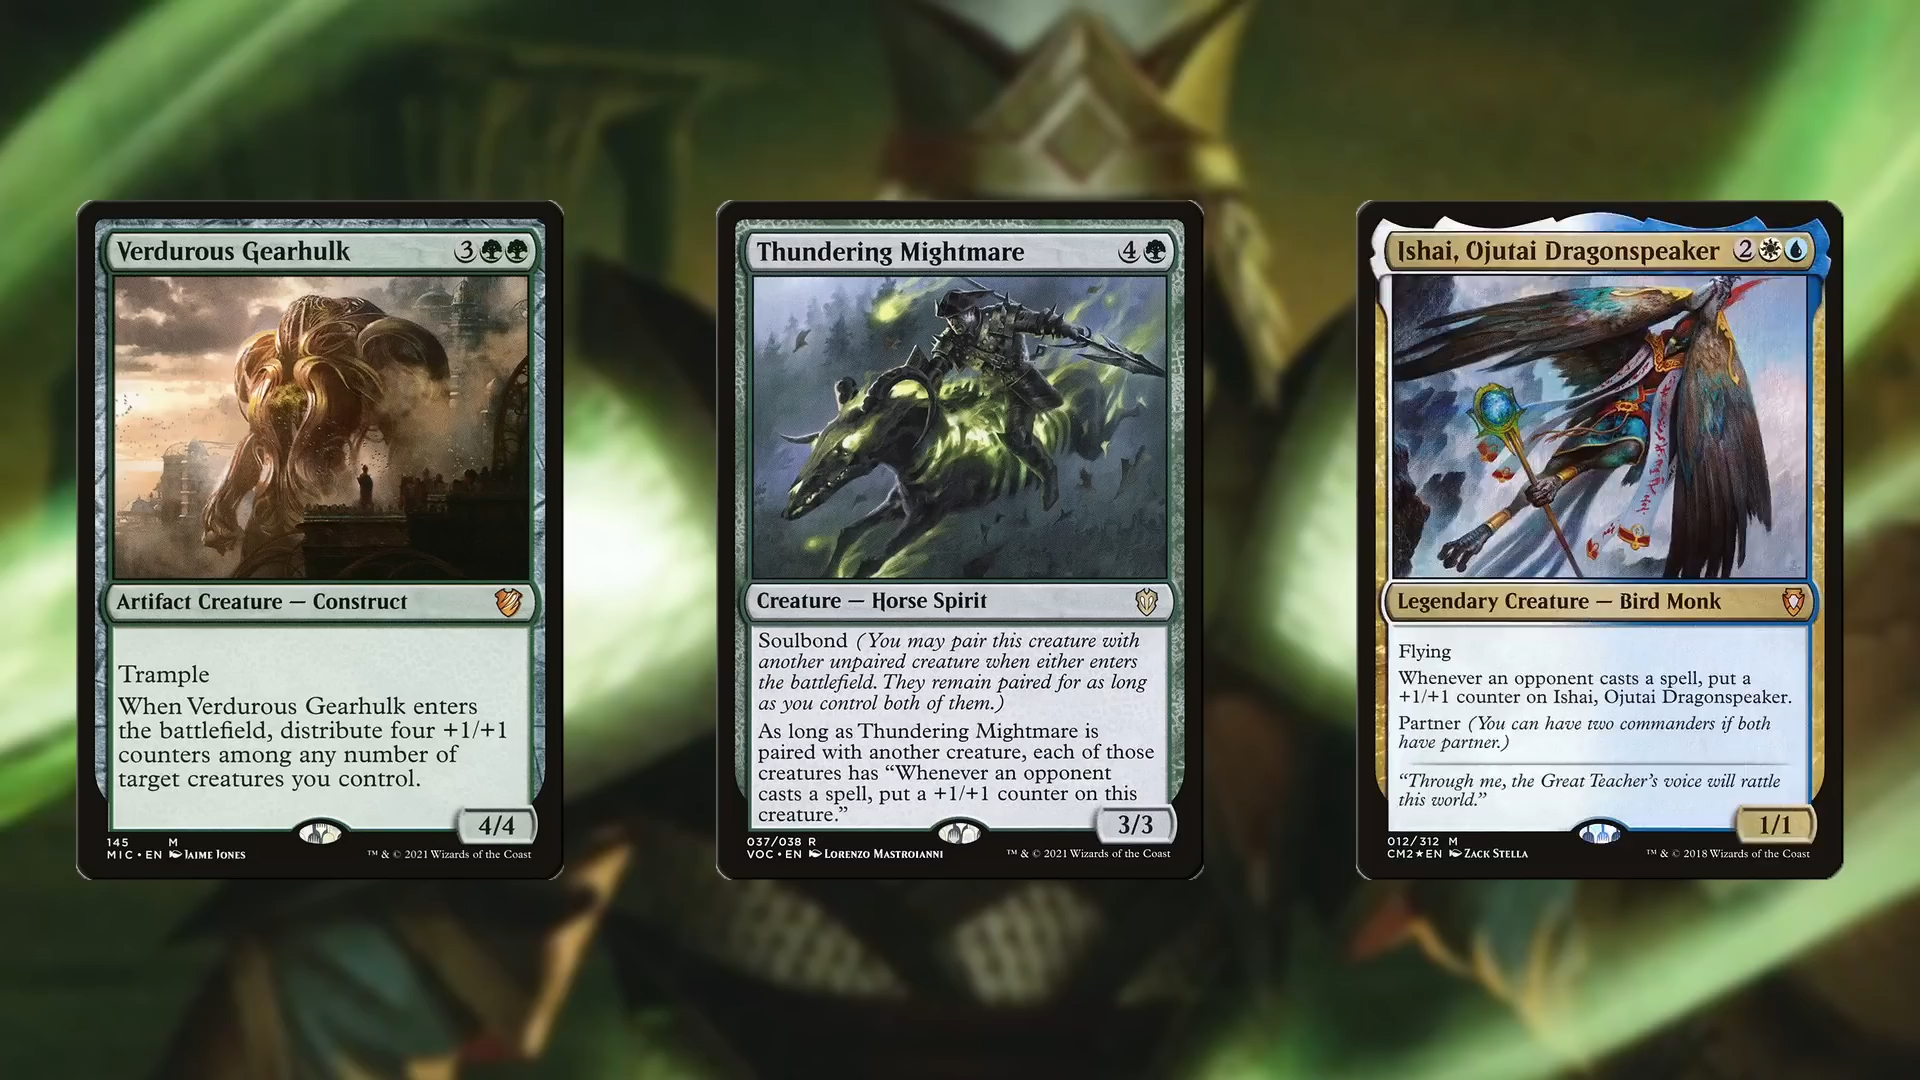 Verdurous Gearhulk 3
Artifact Creature — Construct
Trample
When Verdurous Gearhulk enters
the battlefield, distribute four +1/+1
counters among any number of
target creatures you control.
4/4
145 M
MIC • EN Jaime Jones
™ & © 2021 Wizards of the Coast
Thundering Mightmare 4
Creature — Horse Spirit
Soulbond (You may pair this creature with
another unpaired creature when either enters
the battlefield. They remain paired for as long
as you control both of them.)
As long as Thundering Mightmare is
paired with another creature, each of those
creatures has “Whenever an opponent
casts a spell, put a +1/+1 counter on this
creature.”
3/3
037/038 R
VOC • EN Lorenzo Mastroianni
™ & © 2021 Wizards of the Coast
Ishai, Ojutai Dragonspeaker 2
Legendary Creature — Bird Monk
Flying
Whenever an opponent casts a spell, put a
+1/+1 counter on Ishai, Ojutai Dragonspeaker.
Partner (You can have two commanders if both
have partner.)
“Through me, the Great Teacher’s voice will rattle
this world.”
1/1
012/312 M
CM2★EN Zack Stella
™ & © 2018 Wizards of the Coast